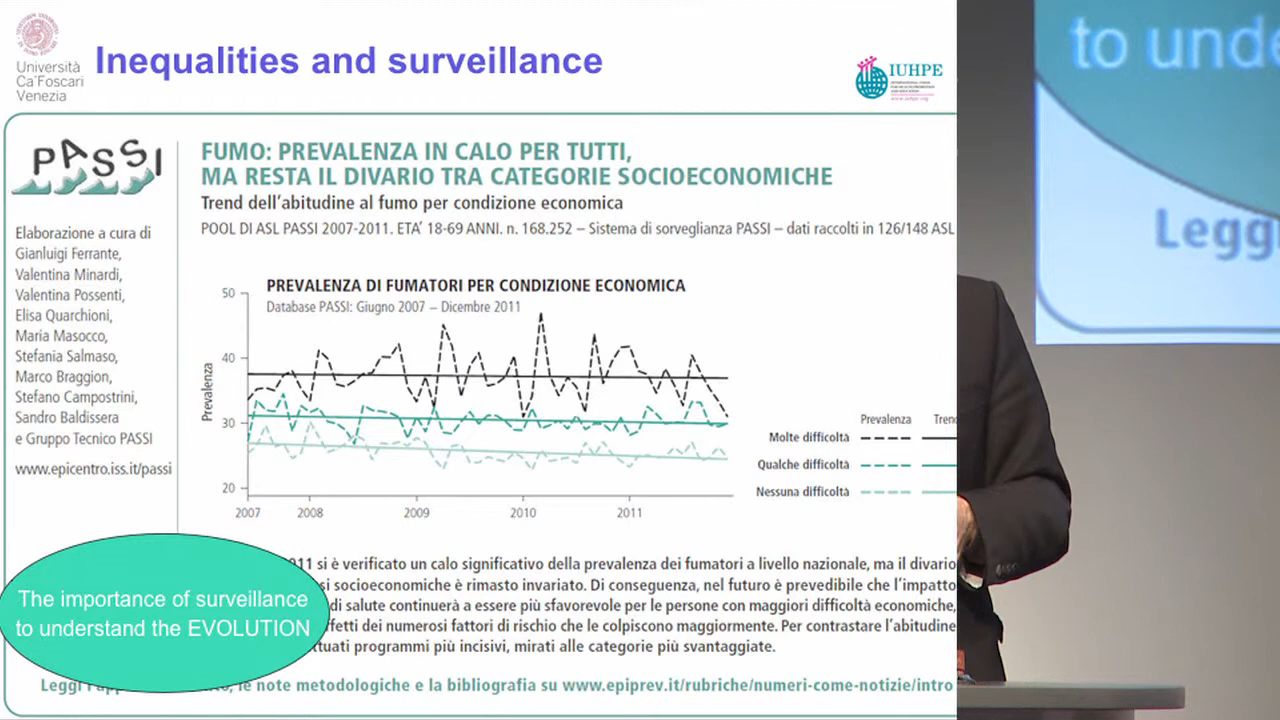 Università
Ca'Foscari
Venezia
Inequalities and surveillance
IUHPE
PASSI
Elaborazione a cura di
Gianluigi Ferrante,
Valentina Minardi,
Valentina Possenti,
Elisa Quarchioni,
Maria Masocco,
Stefania Salmaso,
Marco Braggion,
Stefano Campostrini,
Sandro Baldissera
e Gruppo Tecnico PASSI
www.epicentro.iss.it/passi
FUMO: PREVALENZA IN CALO PER TUTTI,
MA RESTA IL DIVARIO TRA CATEGORIE SOCIOECONOMICHE
Trend dell'abitudine al fumo per condizione economica
POOL DI ASL PASSI 2007-2011. ETA' 18-69 ANNI. n. 168.252 – Sistema di sorveglianza PASSI – dati raccolti in 126/148 ASL
PREVALENZA DI FUMATORI PER CONDIZIONE ECONOMICA
Database PASSI: Giugno 2007 – Dicembre 2011
Prevalenza
50
40
30
20
2007 2008 2009 2010 2011
Prevalenza Trend
Molte difficoltà
Qualche difficoltà
Nessuna difficoltà
011 si è verificato un calo significativo della prevalenza dei fumatori a livello nazionale, ma il divario
si socioeconomiche è rimasto invariato. Di conseguenza, nel futuro è prevedibile che l'impatto
di salute continuerà a essere più sfavorevole per le persone con maggiori difficoltà economiche,
ffetti dei numerosi fattori di rischio che le colpiscono maggiormente. Per contrastare l'abitudine
ttuati programmi più incisivi, mirati alle categorie più svantaggiate.
The importance of surveillance
to understand the EVOLUTION
Leggi le note metodologiche e la bibliografia su www.epiprev.it/rubriche/numeri-come-notizie/intro
to unde
Leggi